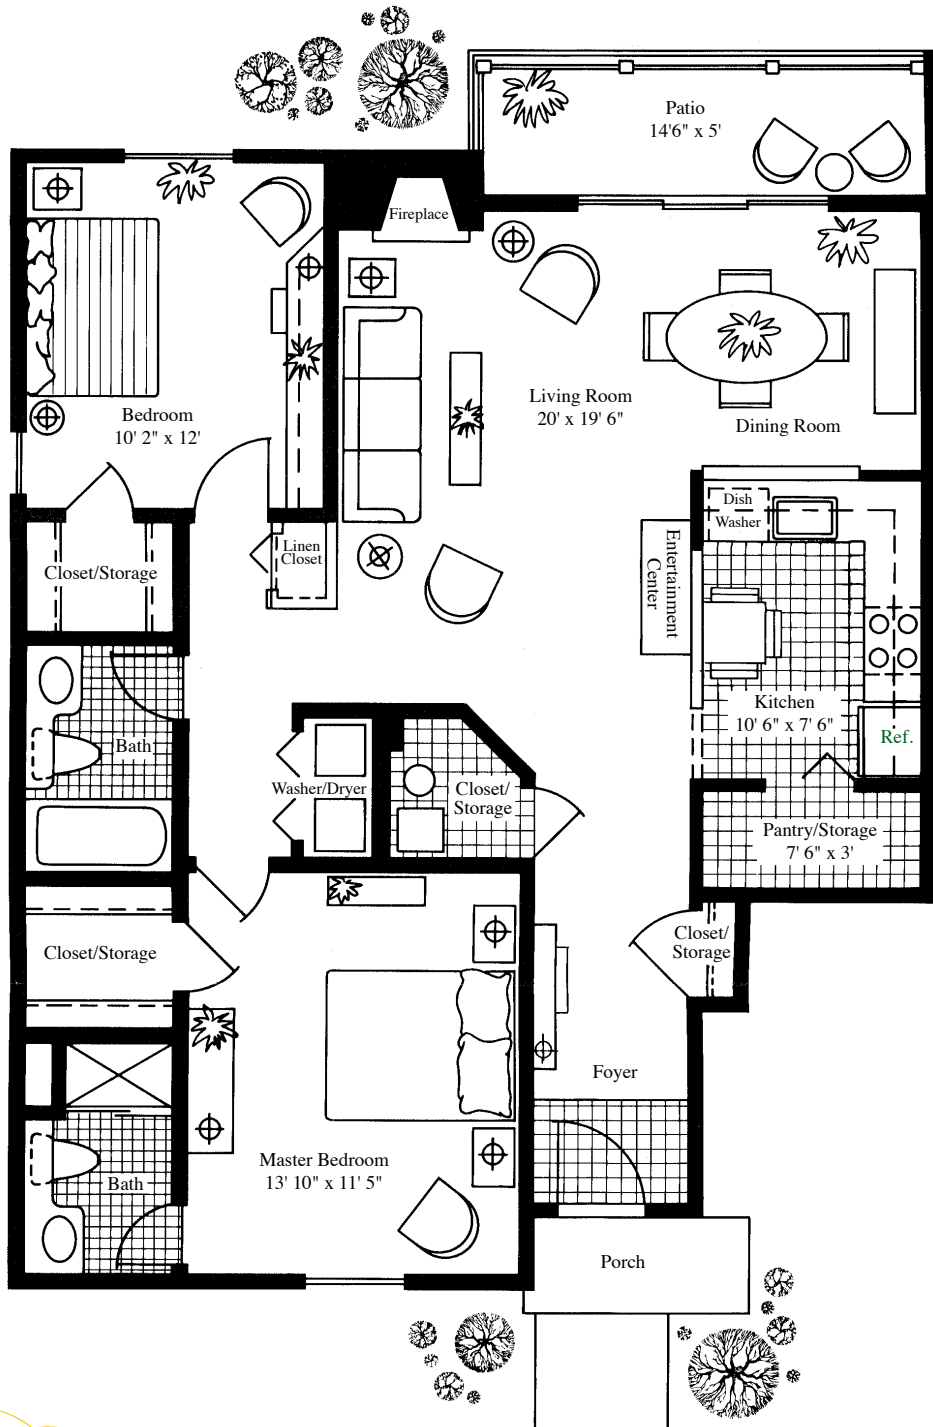 Patio
14'6" x 5'
Fireplace
Living Room
20' x 19' 6"
Dining Room
Bedroom
10' 2" x 12'
Dish
Washer
Linen
Closet
Entertainment
Center
Closet/Storage
Kitchen
10' 6" x 7' 6"
Ref.
Bath
Washer/Dryer
Closet/
Storage
Pantry/Storage
7' 6" x 3'
Closet/Storage
Closet/
Storage
Foyer
Master Bedroom
13' 10" x 11' 5"
Bath
Porch